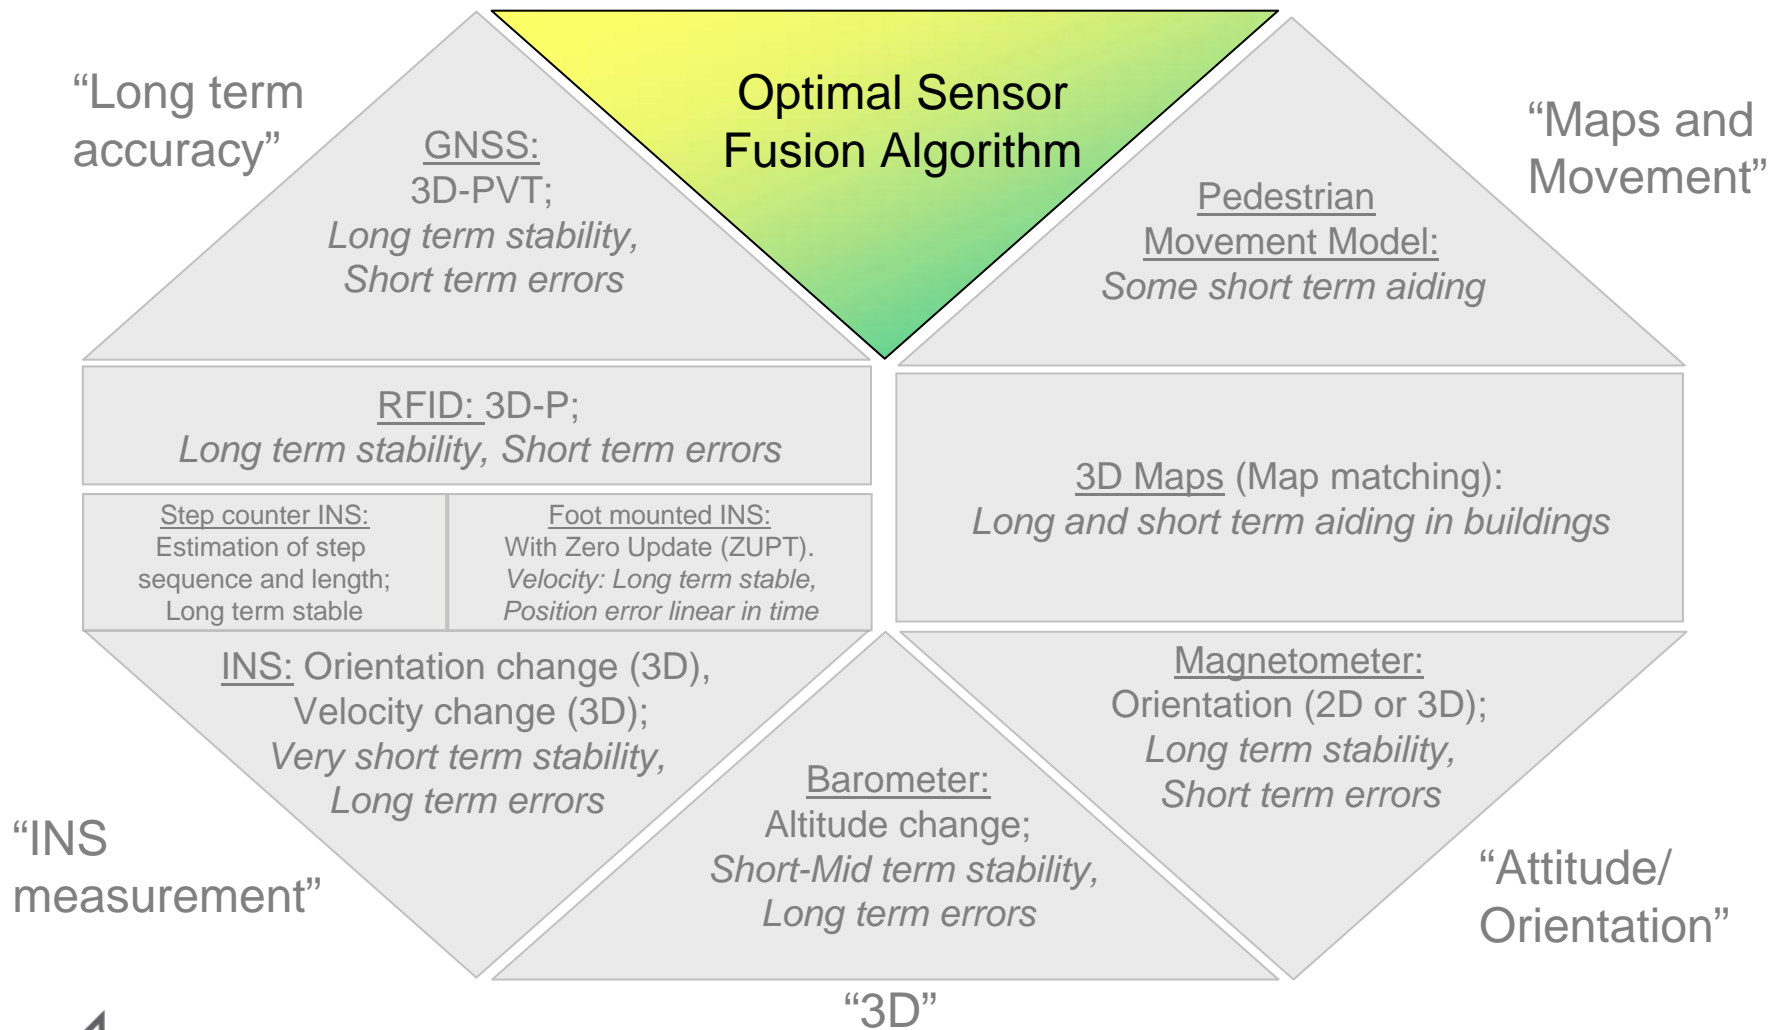 “Long term
accuracy”
GNSS:
3D-PVT;
Long term stability,
Short term errors
Optimal Sensor
Fusion Algorithm
“Maps and
Movement”
Pedestrian
Movement Model:
Some short term aiding
RFID: 3D-P;
Long term stability, Short term errors
3D Maps (Map matching):
Long and short term aiding in buildings
Step counter INS:
Estimation of step
sequence and length;
Long term stable
Foot mounted INS:
With Zero Update (ZUPT).
Velocity: Long term stable,
Position error linear in time
INS: Orientation change (3D),
Velocity change (3D);
Very short term stability,
Long term errors
Magnetometer:
Orientation (2D or 3D);
Long term stability,
Short term errors
Barometer:
Altitude change;
Short-Mid term stability,
Long term errors
“INS
measurement”
“Attitude/
Orientation”
“3D”